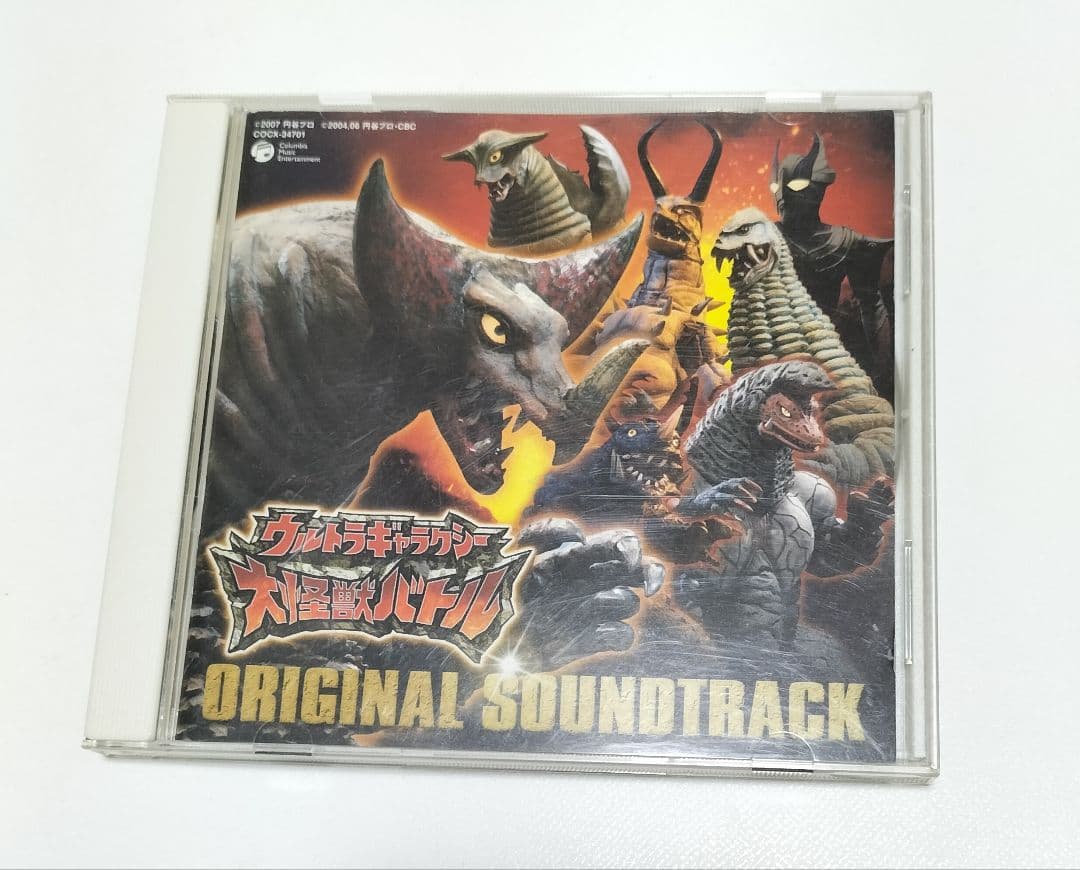 ©2007 円谷プロ ©2004,06 円谷プロ・CBC
COCX-34701
Columbia
Music
Entertainment
ウルトラギャラクシー
大怪獣バトル
ORIGINAL SOUNDTRACK